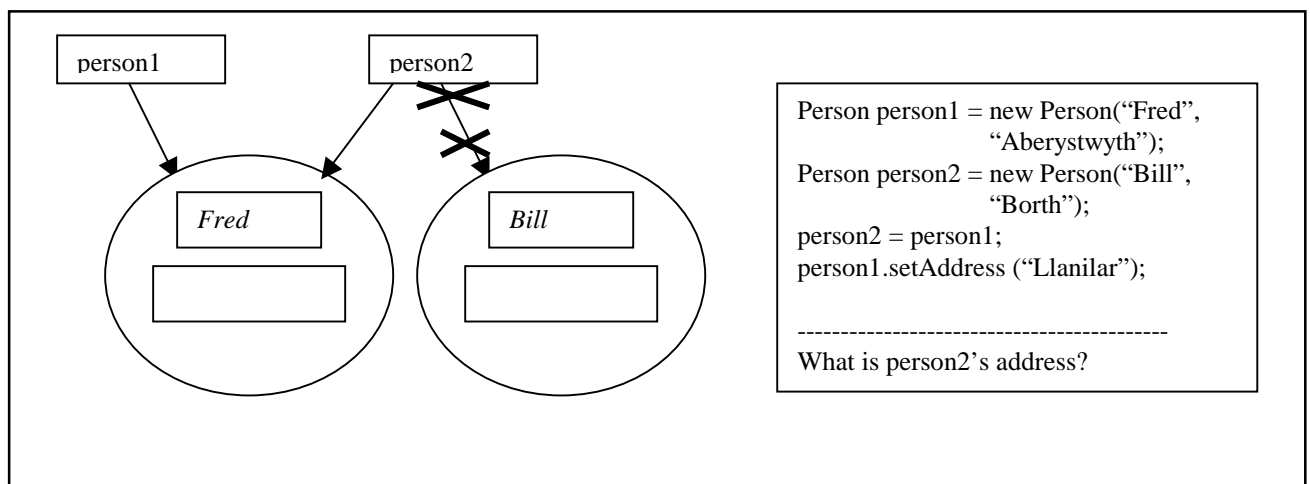 person1
person2
Fred
Bill
Person person1 = new Person(“Fred”,
“Aberystwyth”);
Person person2 = new Person(“Bill”,
“Borth”);
person2 = person1;
person1.setAddress (“Llanilar”);
-------------------------------------------
What is person2’s address?